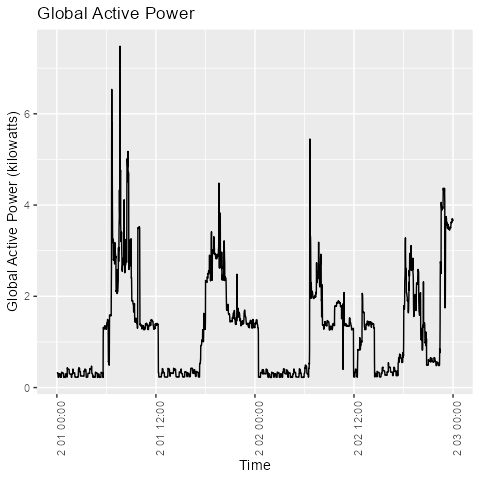 Global Active Power
Global Active Power (kilowatts)
6
4
2
0
2 01 00:00
2 01 12:00
2 02 00:00
2 02 12:00
2 03 00:00
Time